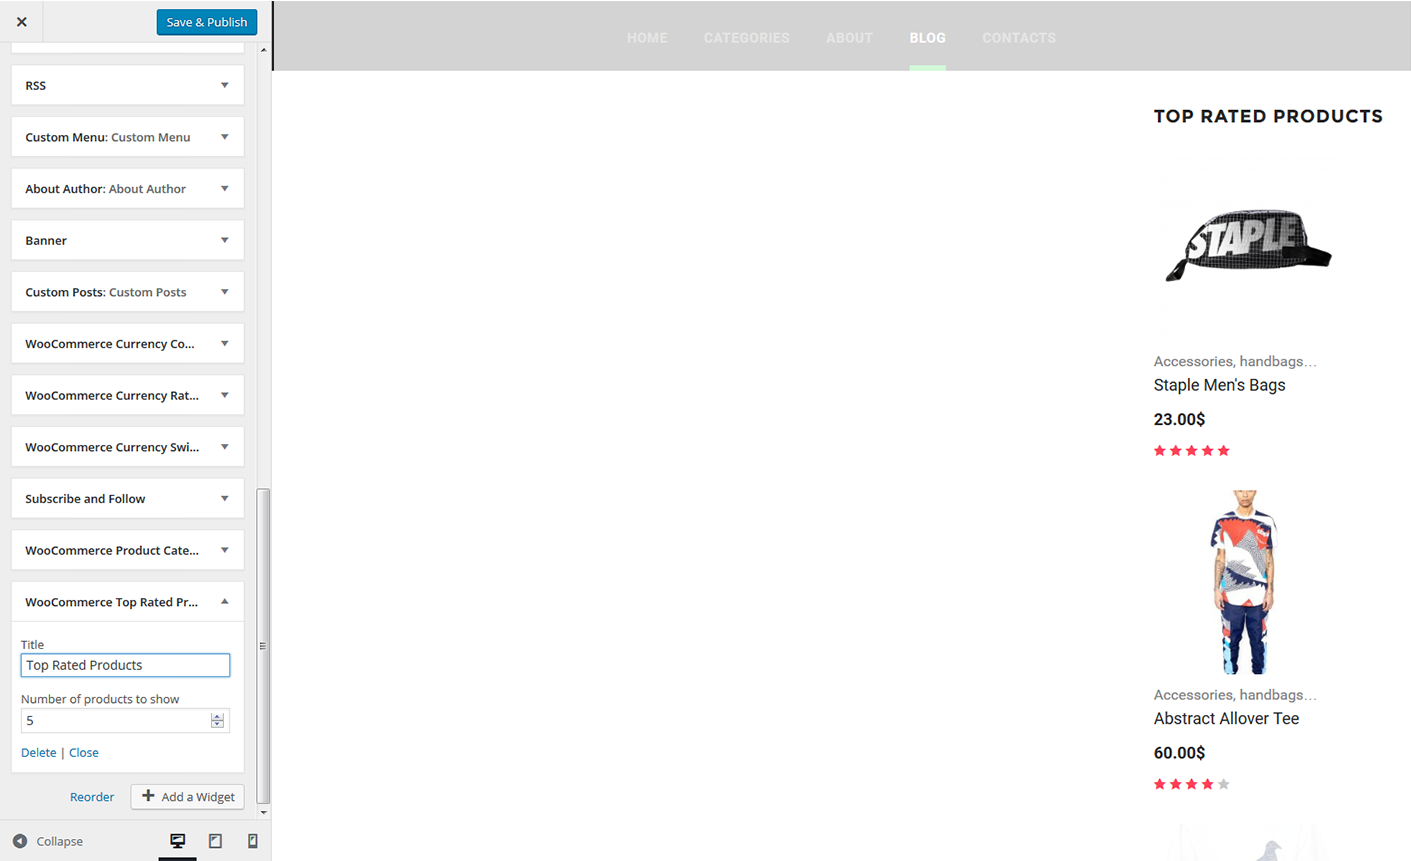 Save & Publish
RSS
Custom Menu: Custom Menu
About Author: About Author
Banner
Custom Posts: Custom Posts
WooCommerce Currency Co...
WooCommerce Currency Rat...
WooCommerce Currency Swi...
Subscribe and Follow
WooCommerce Product Cate...
WooCommerce Top Rated Pr...
Title
Top Rated Products
Number of products to show
5
Delete | Close
Reorder
Add a Widget
Collapse
HOME CATEGORIES ABOUT BLOG CONTACTS
TOP RATED PRODUCTS
STAPLE
Accessories, handbags...
Staple Men's Bags
23.00$
Accessories, handbags...
Abstract Allover Tee
60.00$